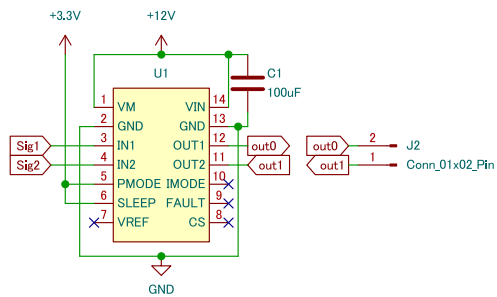 +3.3V +12V
U1 C1
100uF
1 VM VIN 14
2 GND GND 13
Sig1 3 IN1 OUT1 12 out0 out0 2 J2
Sig2 4 IN2 OUT2 11 out1 out1 1 Conn_01x02_Pin
5 PMODE IMODE 10
6 SLEEP FAULT 9
7 VREF CS 8
GND